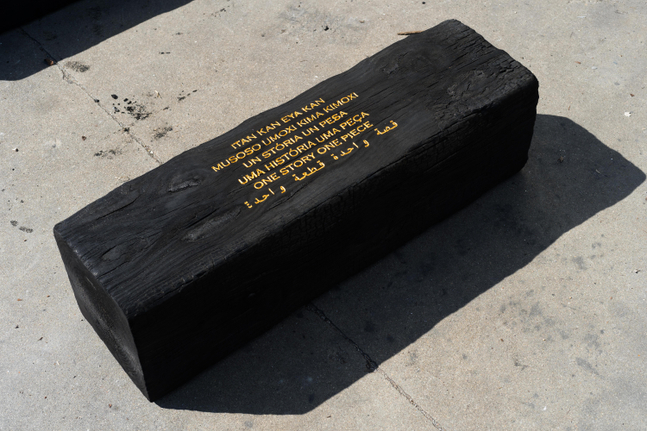 ITAN KAN EYA KAN
MUSOSO UMOXI KIMA KIMOXI
UN STÓRIA UN PESA
UMA HISTÓRIA UMA PEÇA
ONE STORY ONE PIECE
قصة واحدة قطعة واحدة